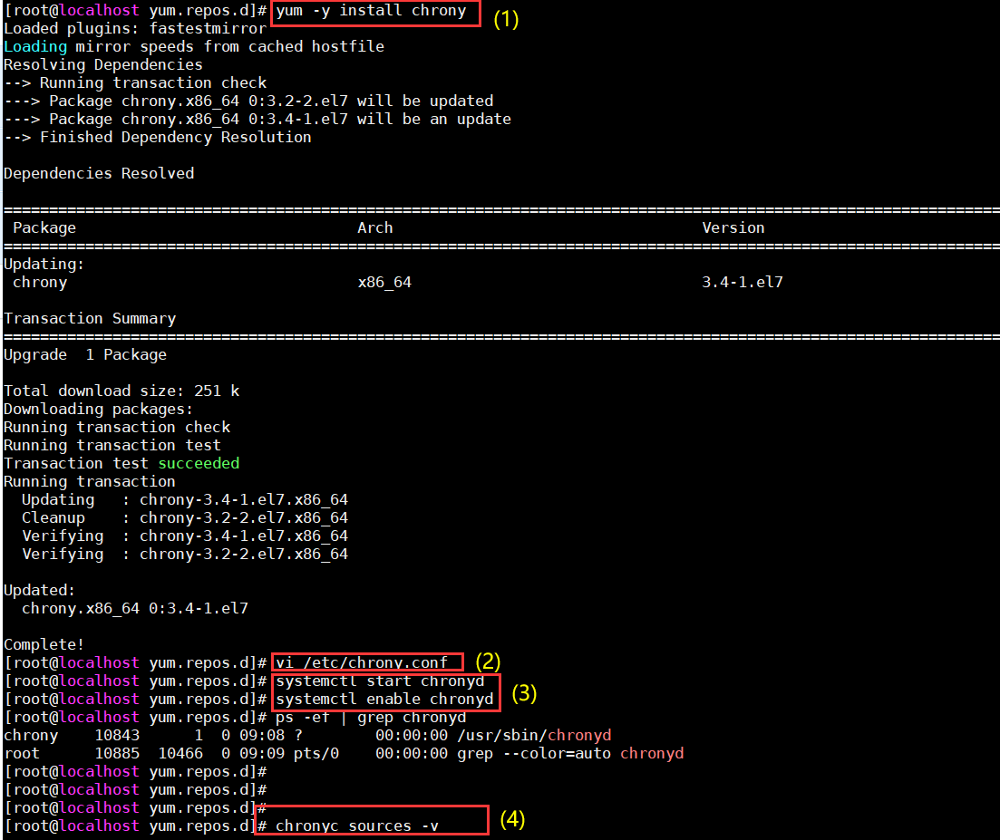 [root@localhost yum.repos.d]# yum -y install chrony (1)
Loaded plugins: fastestmirror
Loading mirror speeds from cached hostfile
Resolving Dependencies
--> Running transaction check
---> Package chrony.x86_64 0:3.2-2.el7 will be updated
---> Package chrony.x86_64 0:3.4-1.el7 will be an update
--> Finished Dependency Resolution
Dependencies Resolved
Package Arch Version
Updating:
chrony x86_64 3.4-1.el7
Transaction Summary
Upgrade 1 Package
Total download size: 251 k
Downloading packages:
Running transaction check
Running transaction test
Transaction test succeeded
Running transaction
Updating : chrony-3.4-1.el7.x86_64
Cleanup : chrony-3.2-2.el7.x86_64
Verifying : chrony-3.4-1.el7.x86_64
Verifying : chrony-3.2-2.el7.x86_64
Updated:
chrony.x86_64 0:3.4-1.el7
Complete!
[root@localhost yum.repos.d]# vi /etc/chrony.conf (2)
[root@localhost yum.repos.d]# systemctl start chronyd (3)
[root@localhost yum.repos.d]# systemctl enable chronyd
[root@localhost yum.repos.d]# ps -ef | grep chronyd
chrony 10843 1 0 09:08 ? 00:00:00 /usr/sbin/chronyd
root 10885 10466 0 09:09 pts/0 00:00:00 grep --color=auto chronyd
[root@localhost yum.repos.d]#
[root@localhost yum.repos.d]#
[root@localhost yum.repos.d]#
[root@localhost yum.repos.d]# chronyc sources -v (4)